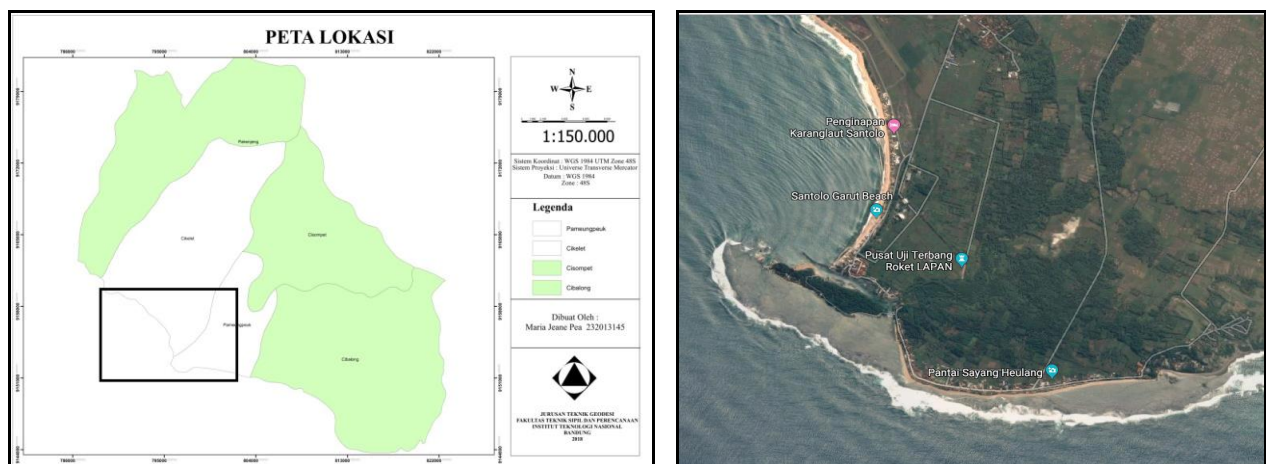 PETA LOKASI
N
W E
S
1:150.000
Sistem Koordinat : WGS 1984 UTM Zone 48S
Sistem Proyeksi : Universe Transverse Mercator
Datum : WGS 1984
Zone : 48S
Legenda
Pameungpeuk
Cikelet
Cisompet
Cibalong
Dibuat Oleh :
Maria Jeane Pea 232013145
JURUSAN TEKNIK GEODESI
FAKULTAS TEKNIK SIPIL DAN PERENCANAAN
INSTITUT TEKNOLOGI NASIONAL
BANDUNG
2018
Cikelet
Cisompet
Pameungpeuk
Cibalong
Penginapan
Karanglaut Santolo
Santolo Garut Beach
Pusat Uji Terbang
Roket LAPAN
Pantai Sayang Heulang